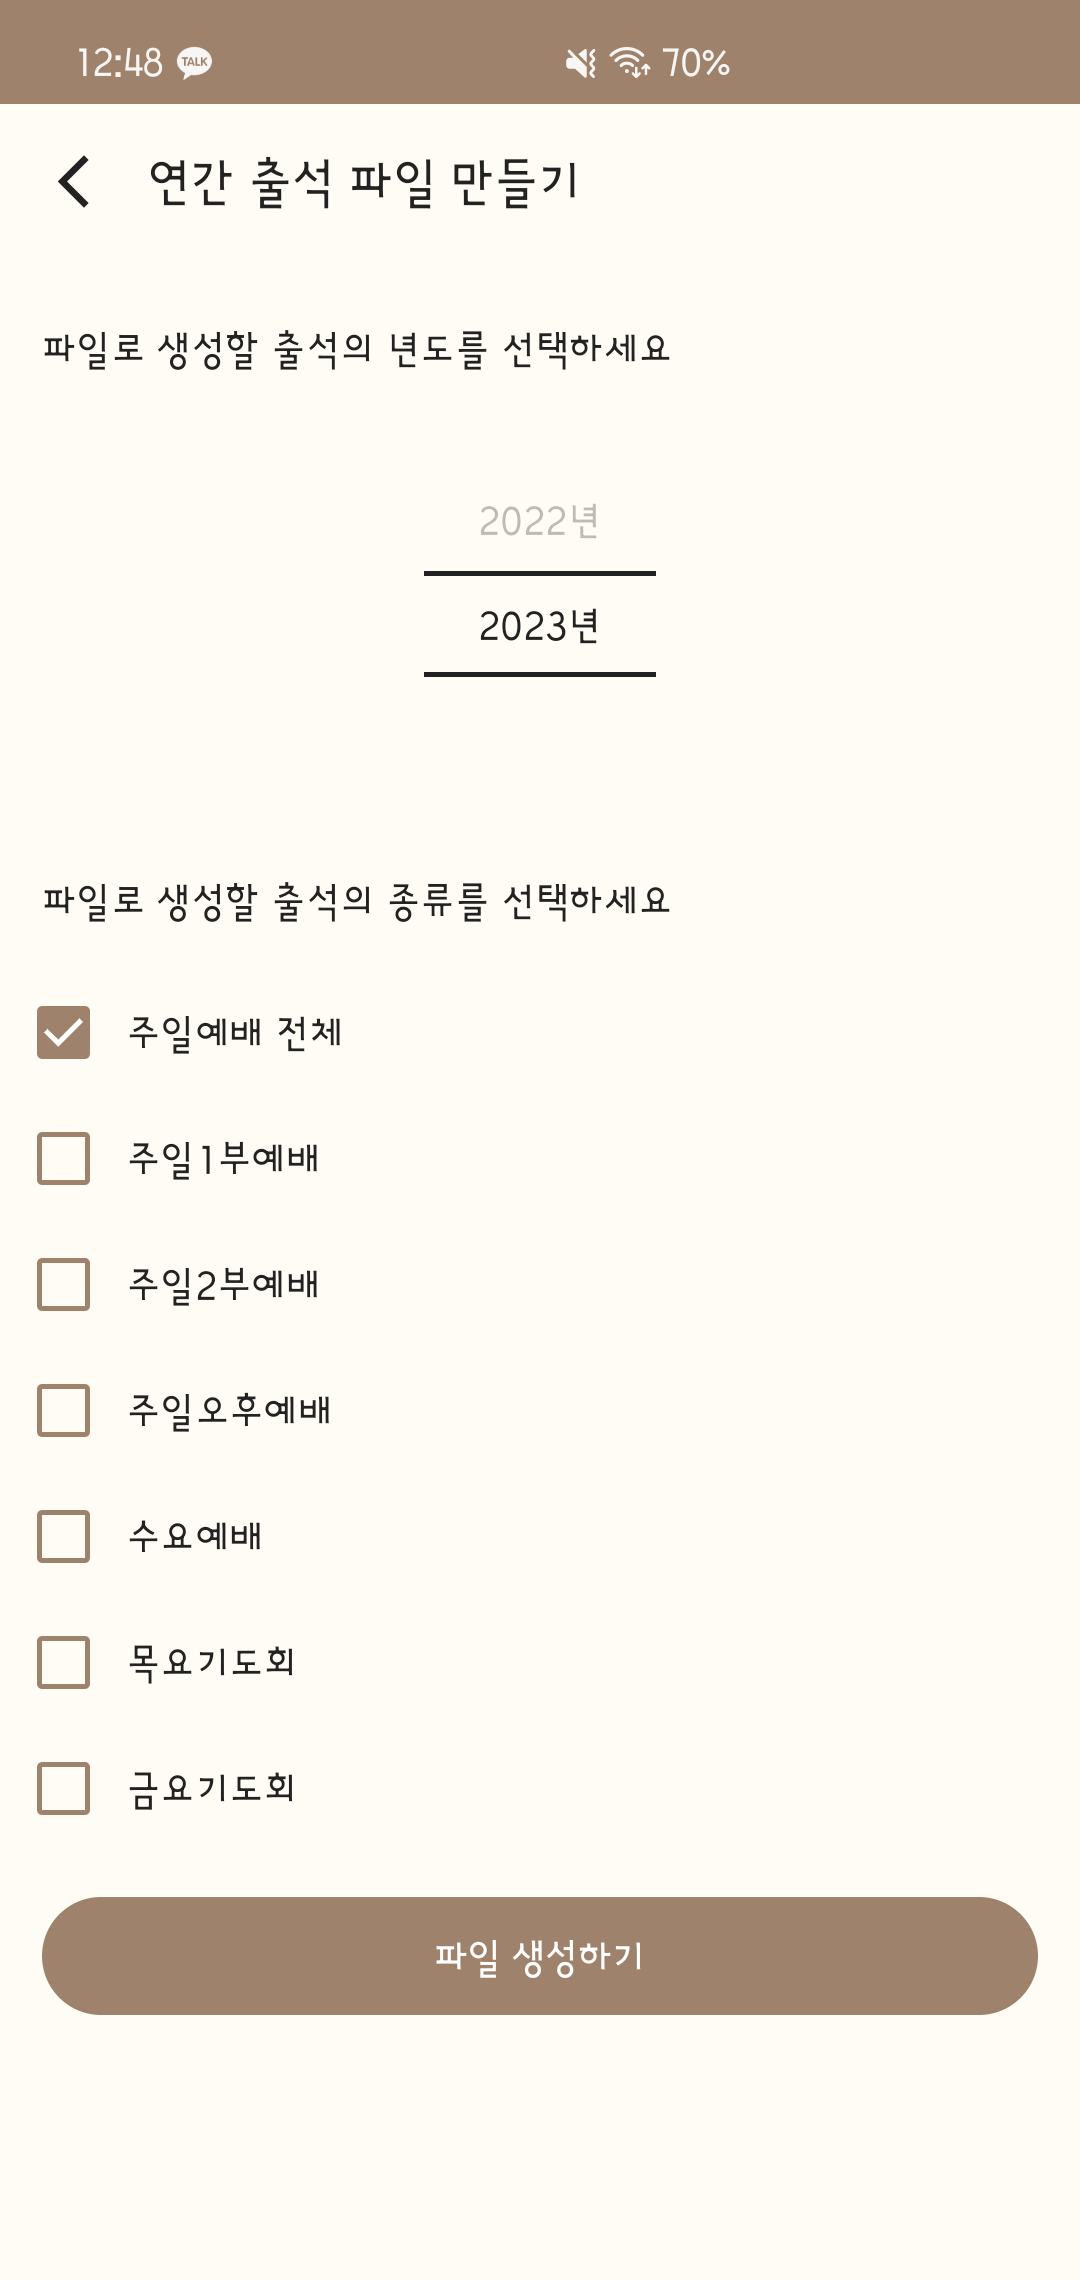 12:48 TALK 70%
연간 출석 파일 만들기
파일로 생성할 출석의 년도를 선택하세요
2022년
2023년
파일로 생성할 출석의 종류를 선택하세요
주일예배 전체
주일1부예배
주일2부예배
주일오후예배
수요예배
목요기도회
금요기도회
파일 생성하기